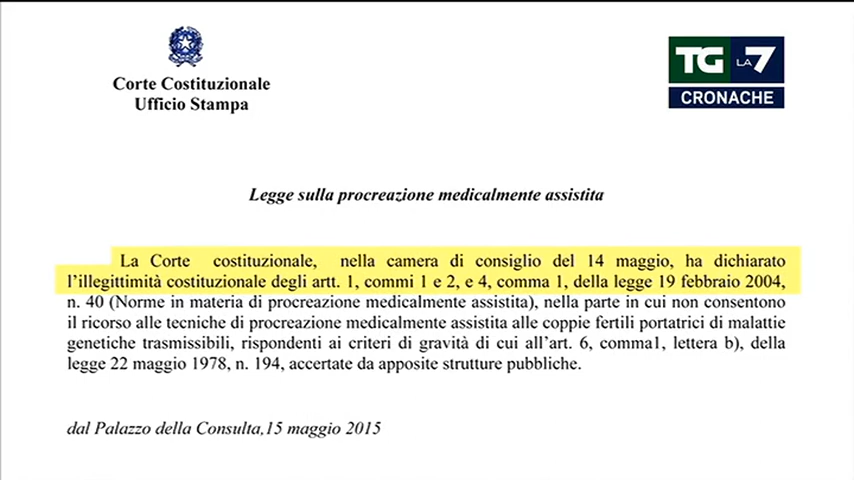 Corte Costituzionale
Ufficio Stampa
TG LA 7
CRONACHE
Legge sulla procreazione medicalmente assistita
La Corte costituzionale, nella camera di consiglio del 14 maggio, ha dichiarato
l'illegittimità costituzionale degli artt. 1, commi 1 e 2, e 4, comma 1, della legge 19 febbraio 2004,
n. 40 (Norme in materia di procreazione medicalmente assistita), nella parte in cui non consentono
il ricorso alle tecniche di procreazione medicalmente assistita alle coppie fertili portatrici di malattie
genetiche trasmissibili, rispondenti ai criteri di gravità di cui all'art. 6, comma1, lettera b), della
legge 22 maggio 1978, n. 194, accertate da apposite strutture pubbliche.
dal Palazzo della Consulta,15 maggio 2015